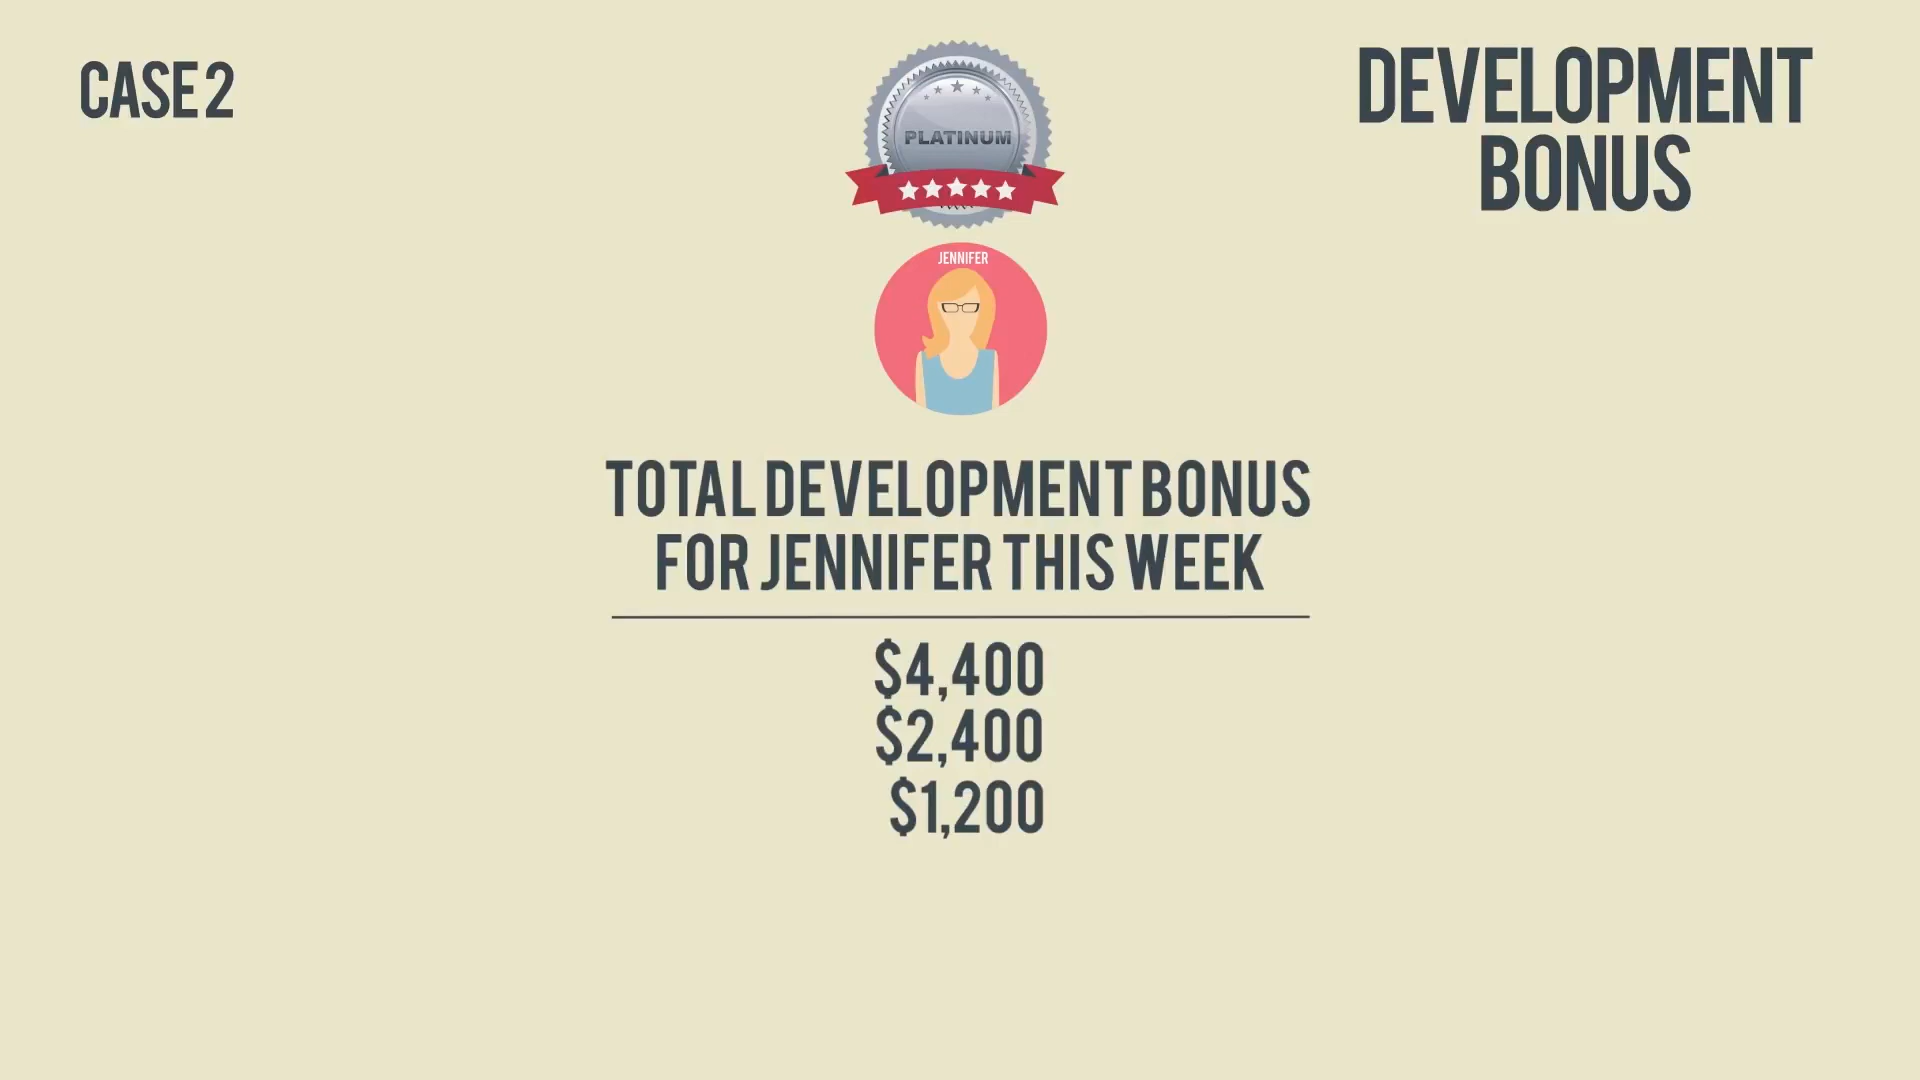 CASE 2
PLATINUM
DEVELOPMENT
BONUS
JENNIFER
TOTAL DEVELOPMENT BONUS
FOR JENNIFER THIS WEEK
$4,400
$2,400
$1,200